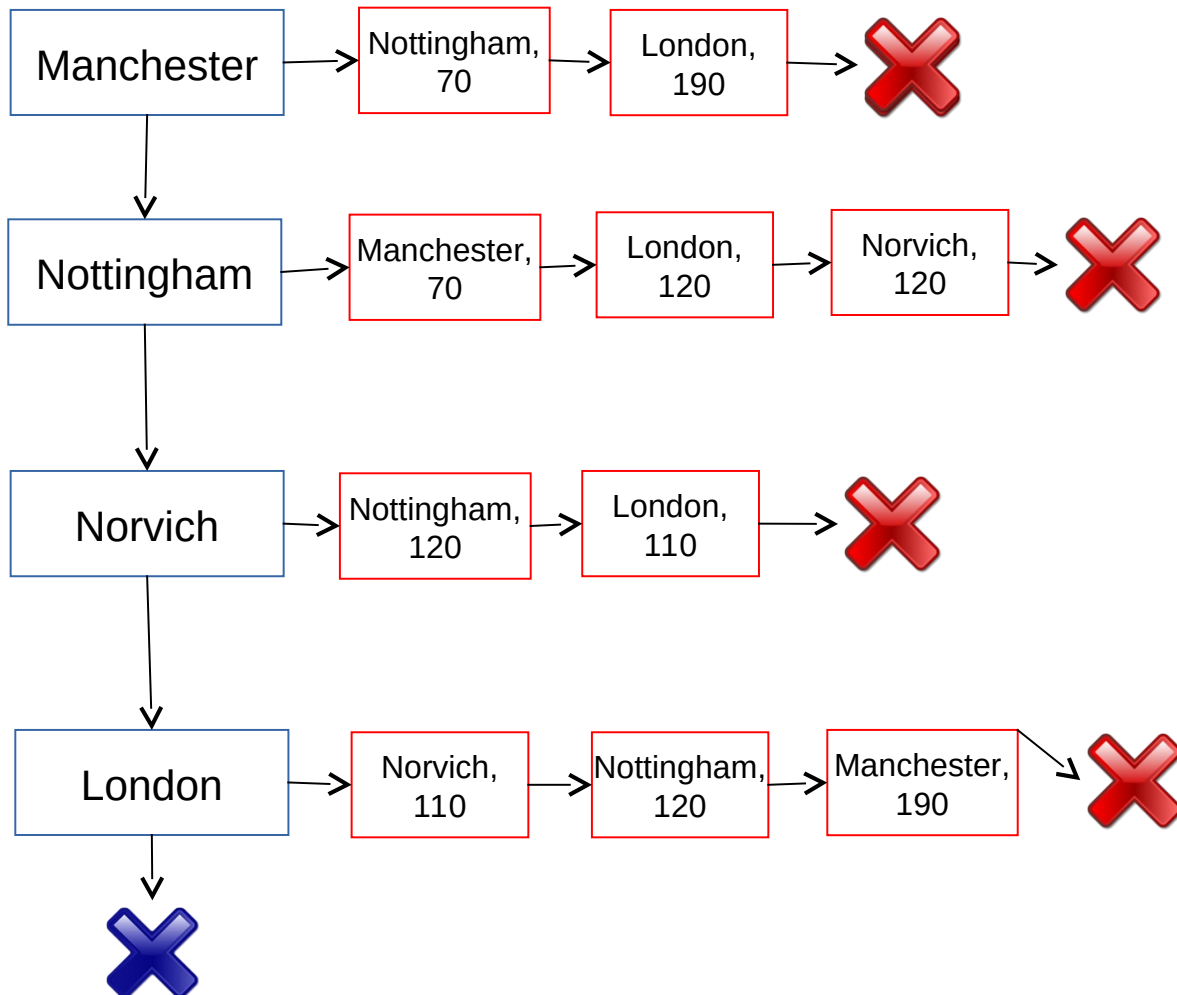 Manchester
Nottingham,
70
London,
190
Nottingham
Manchester,
70
London,
120
Norvich,
120
Norvich
Nottingham,
120
London,
110
London
Norvich,
110
Nottingham,
120
Manchester,
190